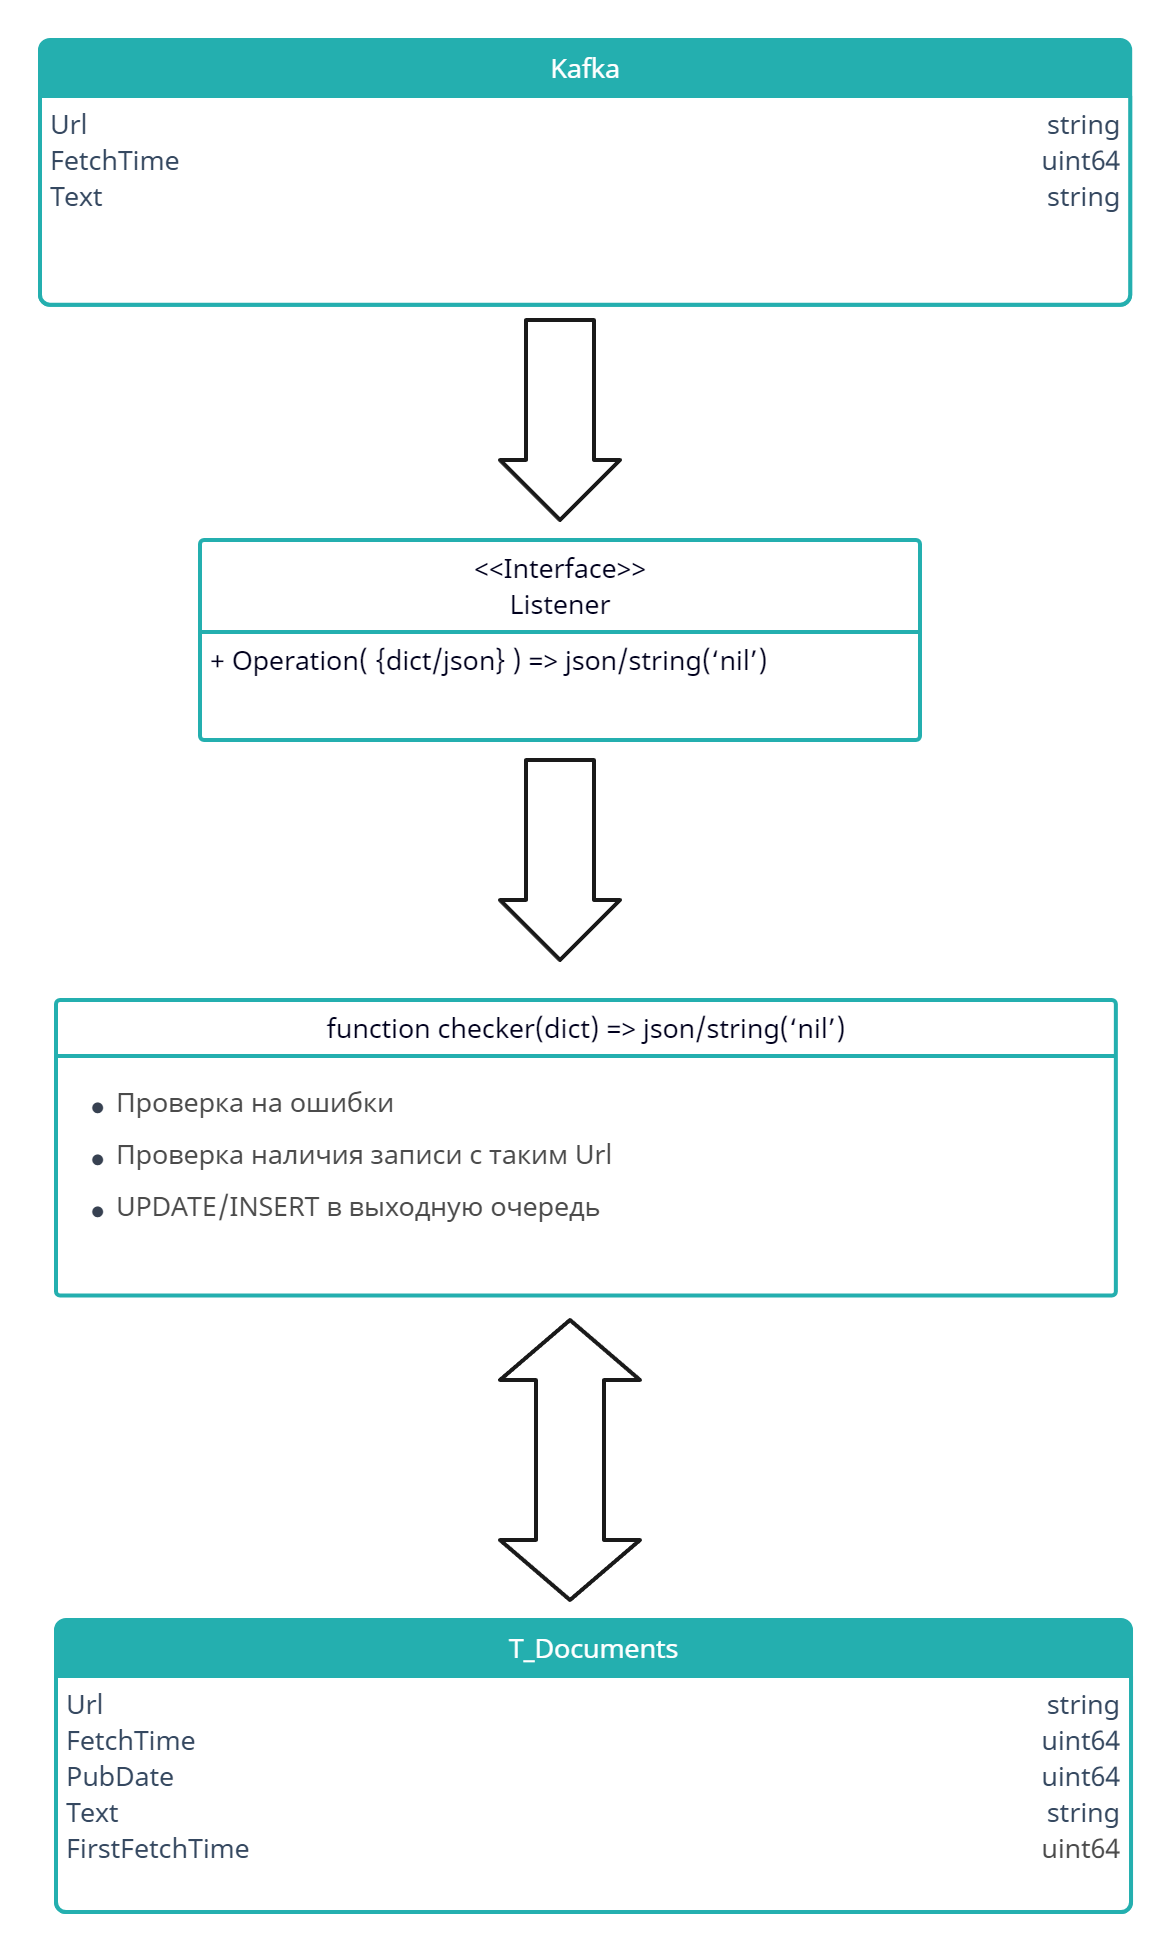 Kafka
Url string
FetchTime uint64
Text string
<<Interface>>
Listener
+ Operation( {dict/json} ) => json/string(‘nil’)
function checker(dict) => json/string(‘nil’)
• Проверка на ошибки
• Проверка наличия записи с таким Url
• UPDATE/INSERT в выходную очередь
T_Documents
Url string
FetchTime uint64
PubDate uint64
Text string
FirstFetchTime uint64